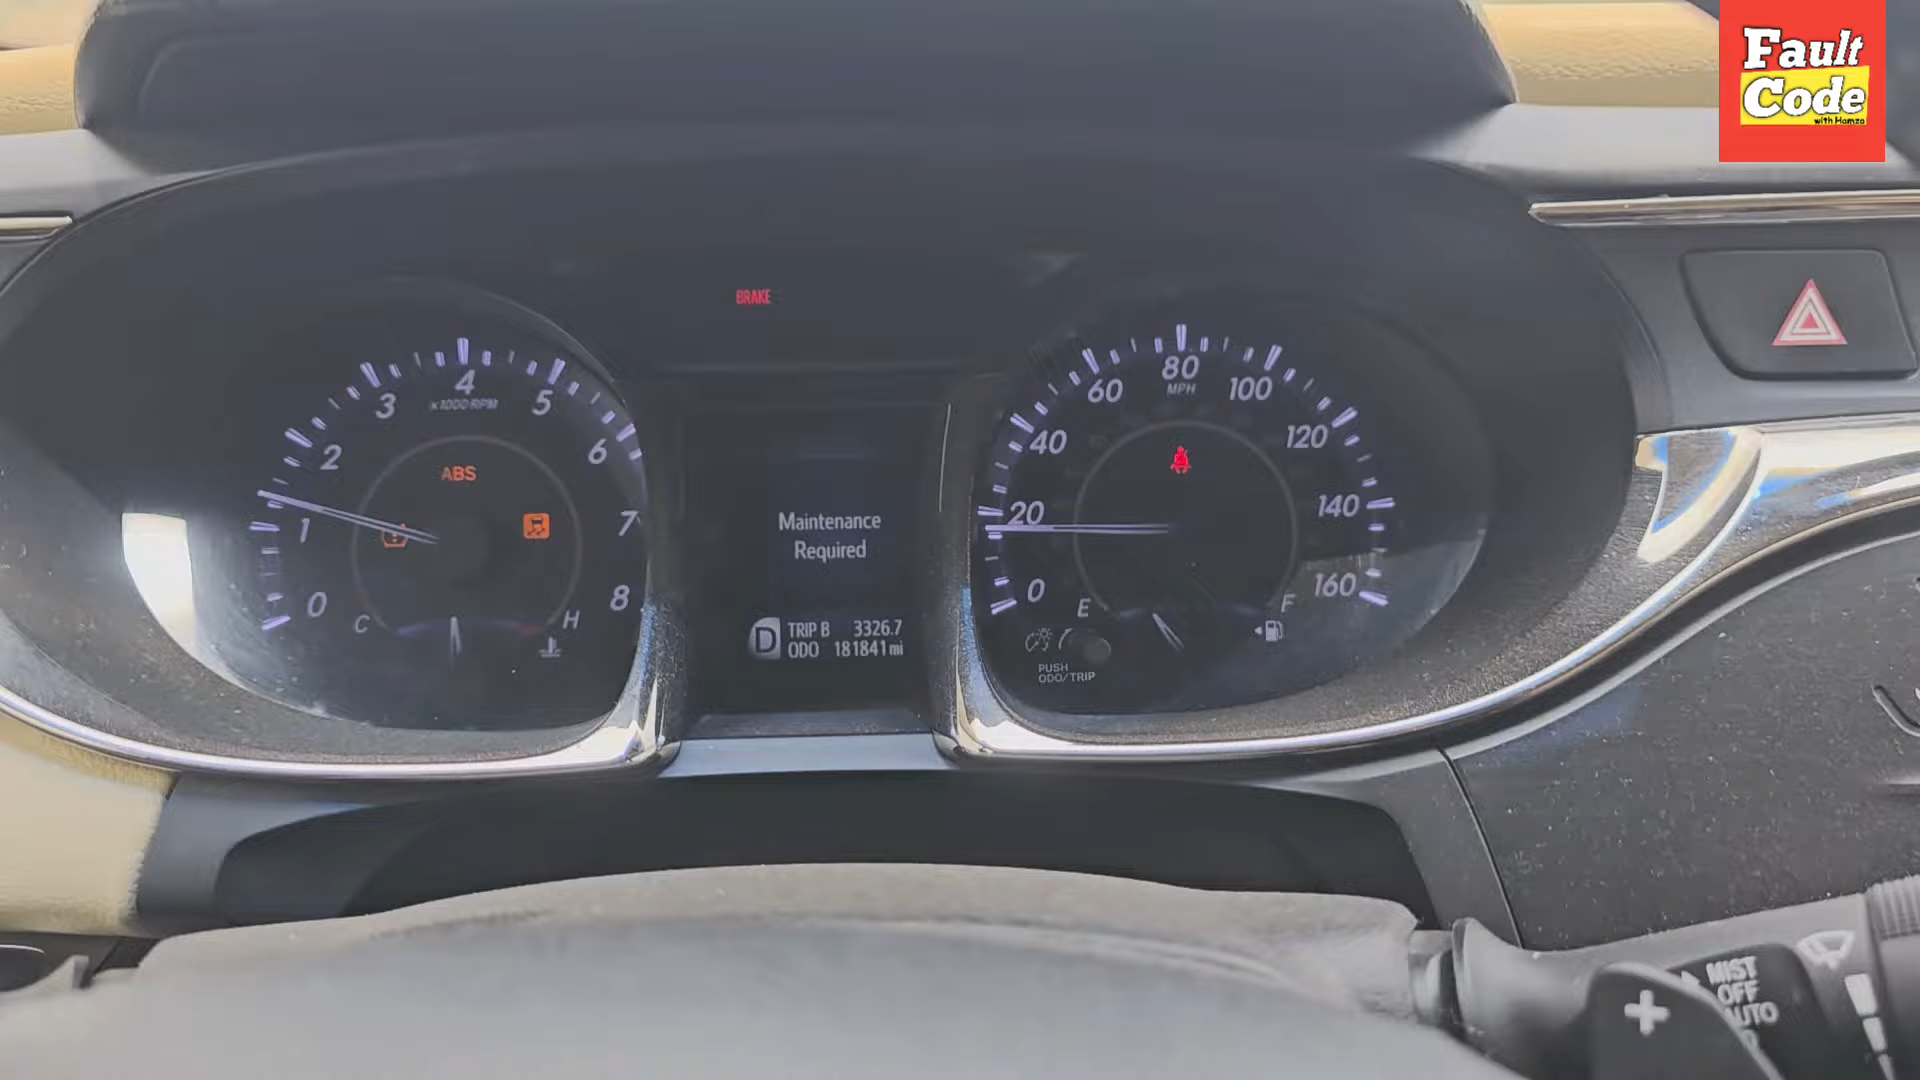 Fault
Code
with Hamza
BRAKE
0
1
2
3
4
5
6
7
8
x1000 RPM
ABS
C
H
Maintenance
Required
D
TRIP B 3326.7
ODO 181841 mi
0
20
40
60
80
100
120
140
160
MPH
E
F
PUSH
ODO/TRIP
MIST
OFF
AUTO